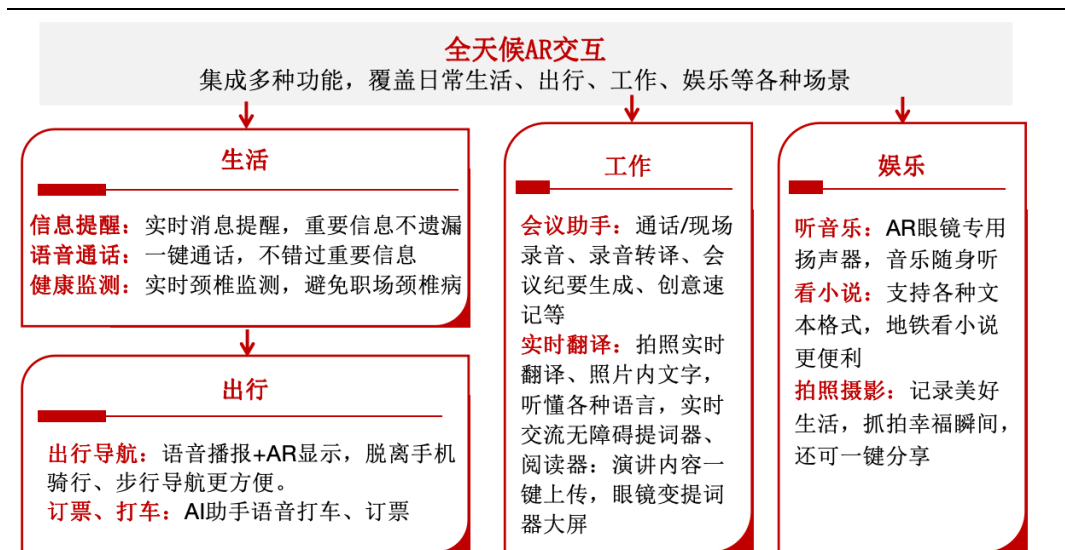 全天候AR交互
集成多种功能，覆盖日常生活、出行、工作、娱乐等各种场景
生活
信息提醒：实时消息提醒，重要信息不遗漏
语音通话：一键通话，不错过重要信息
健康监测：实时颈椎监测，避免职场颈椎病
出行
出行导航：语音播报+AR显示，脱离手机
骑行、步行导航更方便。
订票、打车：AI助手语音打车、订票
工作
会议助手：通话/现场
录音、录音转译、会
议纪要生成、创意速
记等
实时翻译：拍照实时
翻译、照片内文字，
听懂各种语言，实时
交流无障碍提词器、
阅读器：演讲内容一
键上传，眼镜变提词
器大屏
娱乐
听音乐：AR眼镜专用
扬声器，音乐随身听
看小说：支持各种文
本格式，地铁看小说
更便利
拍照摄影：记录美好
生活，抓拍幸福瞬间，
还可一键分享